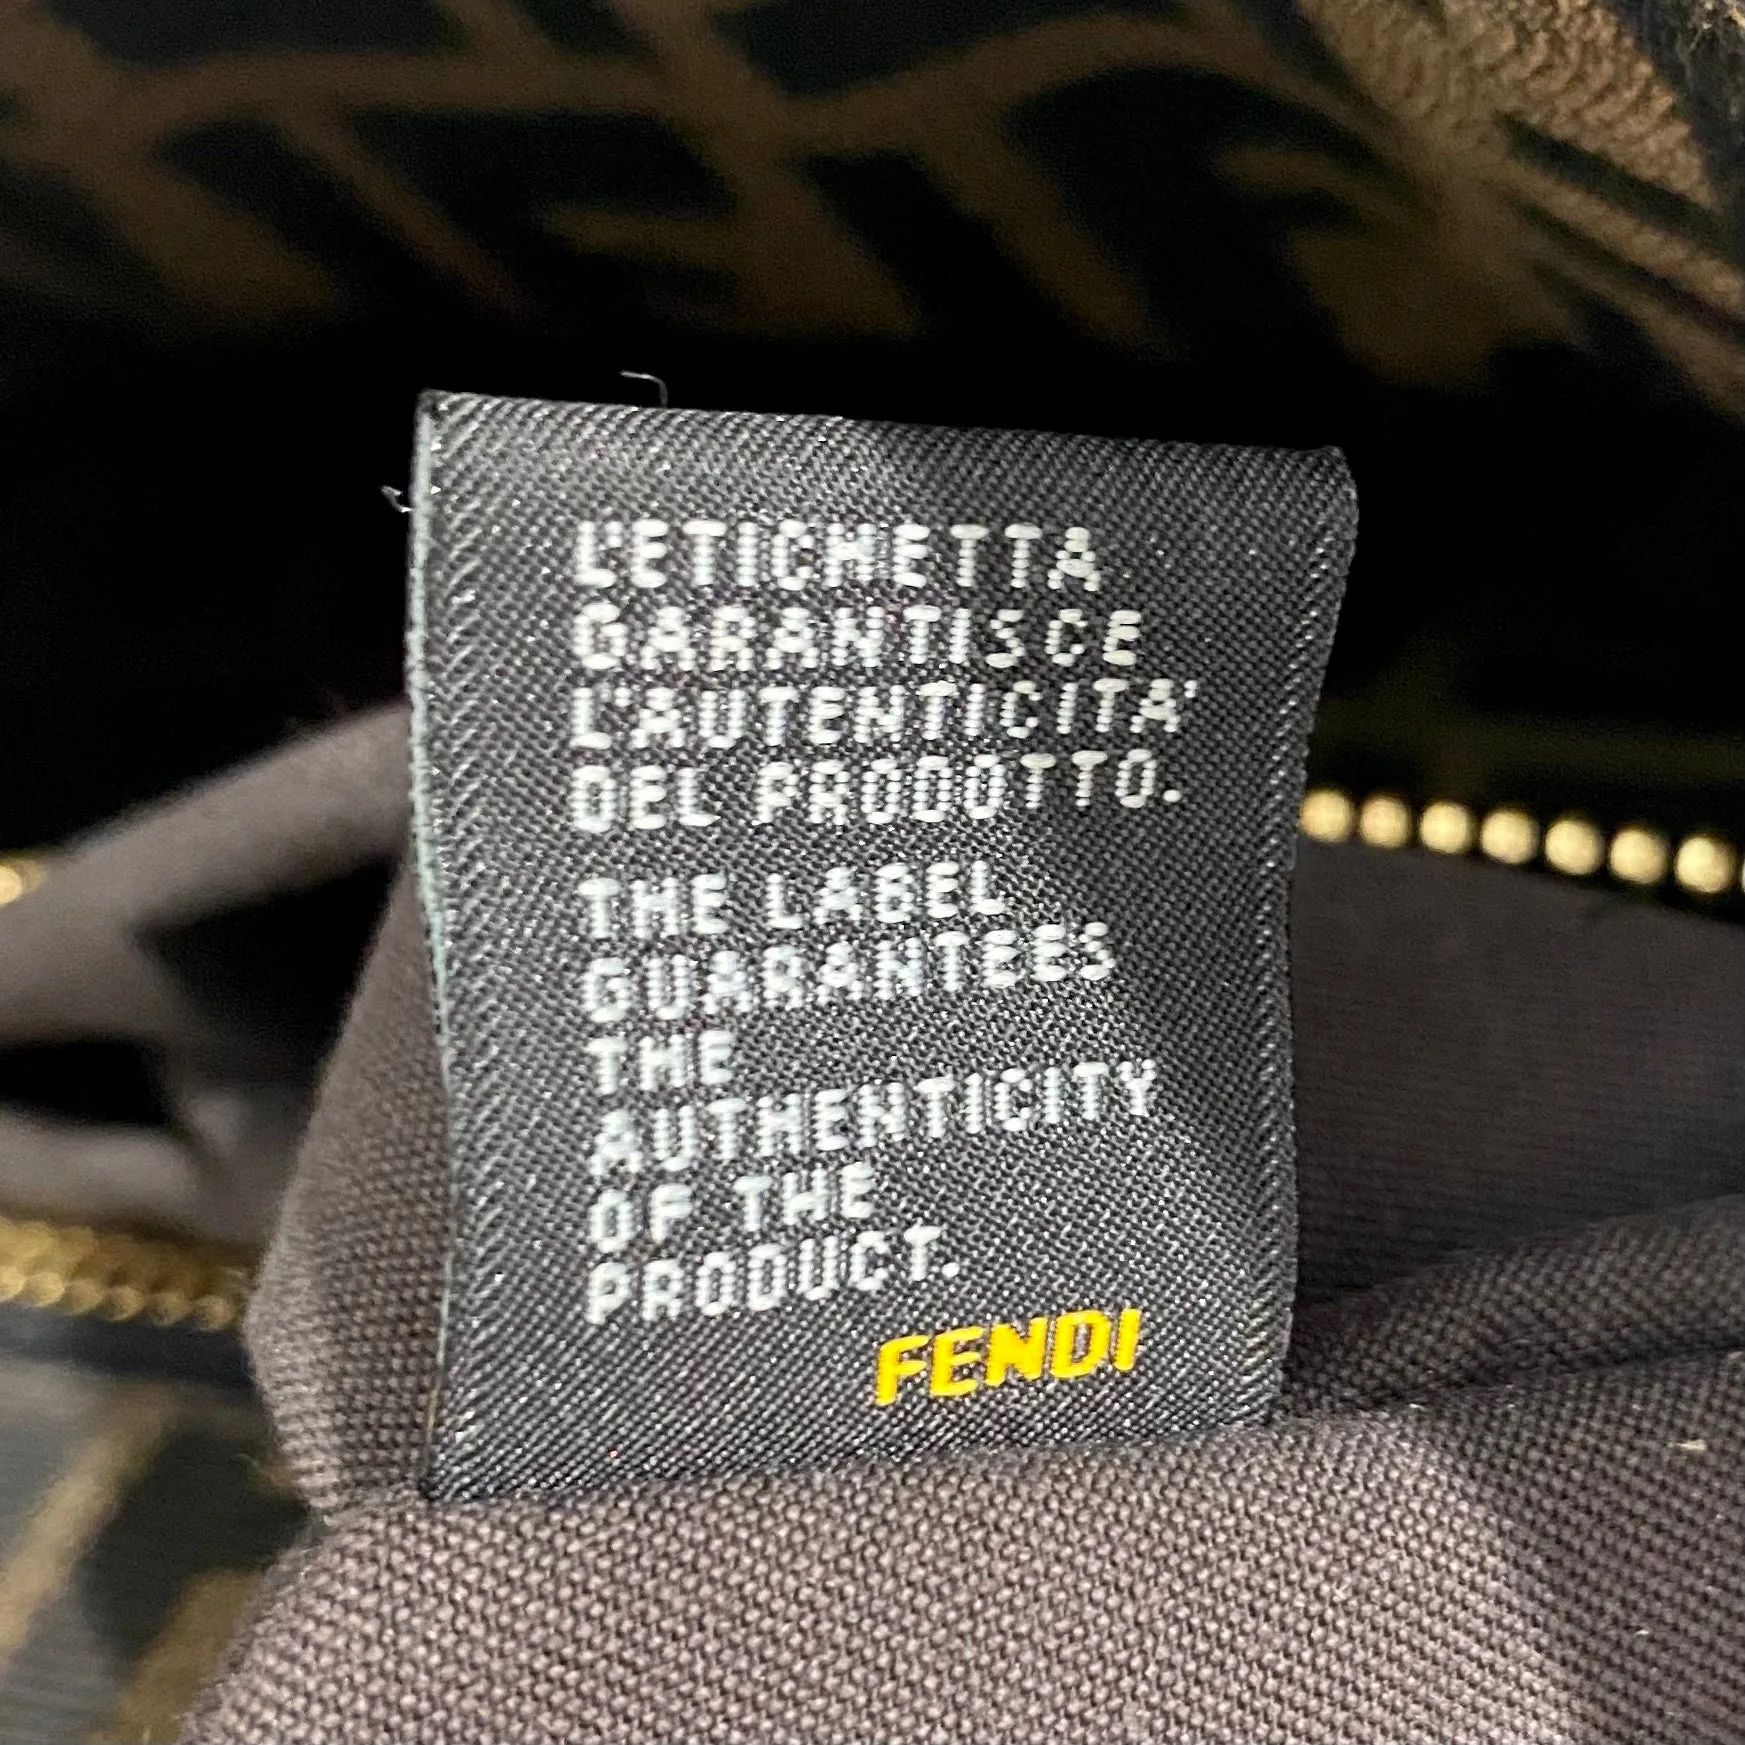 L'ETICHETTA
GARANTISCE
L'AUTENTICITA'
DEL PRODOTTO.
THE LABEL
GUARANTEES
THE
AUTHENTICITY
OF THE
PRODUCT.
FENDI